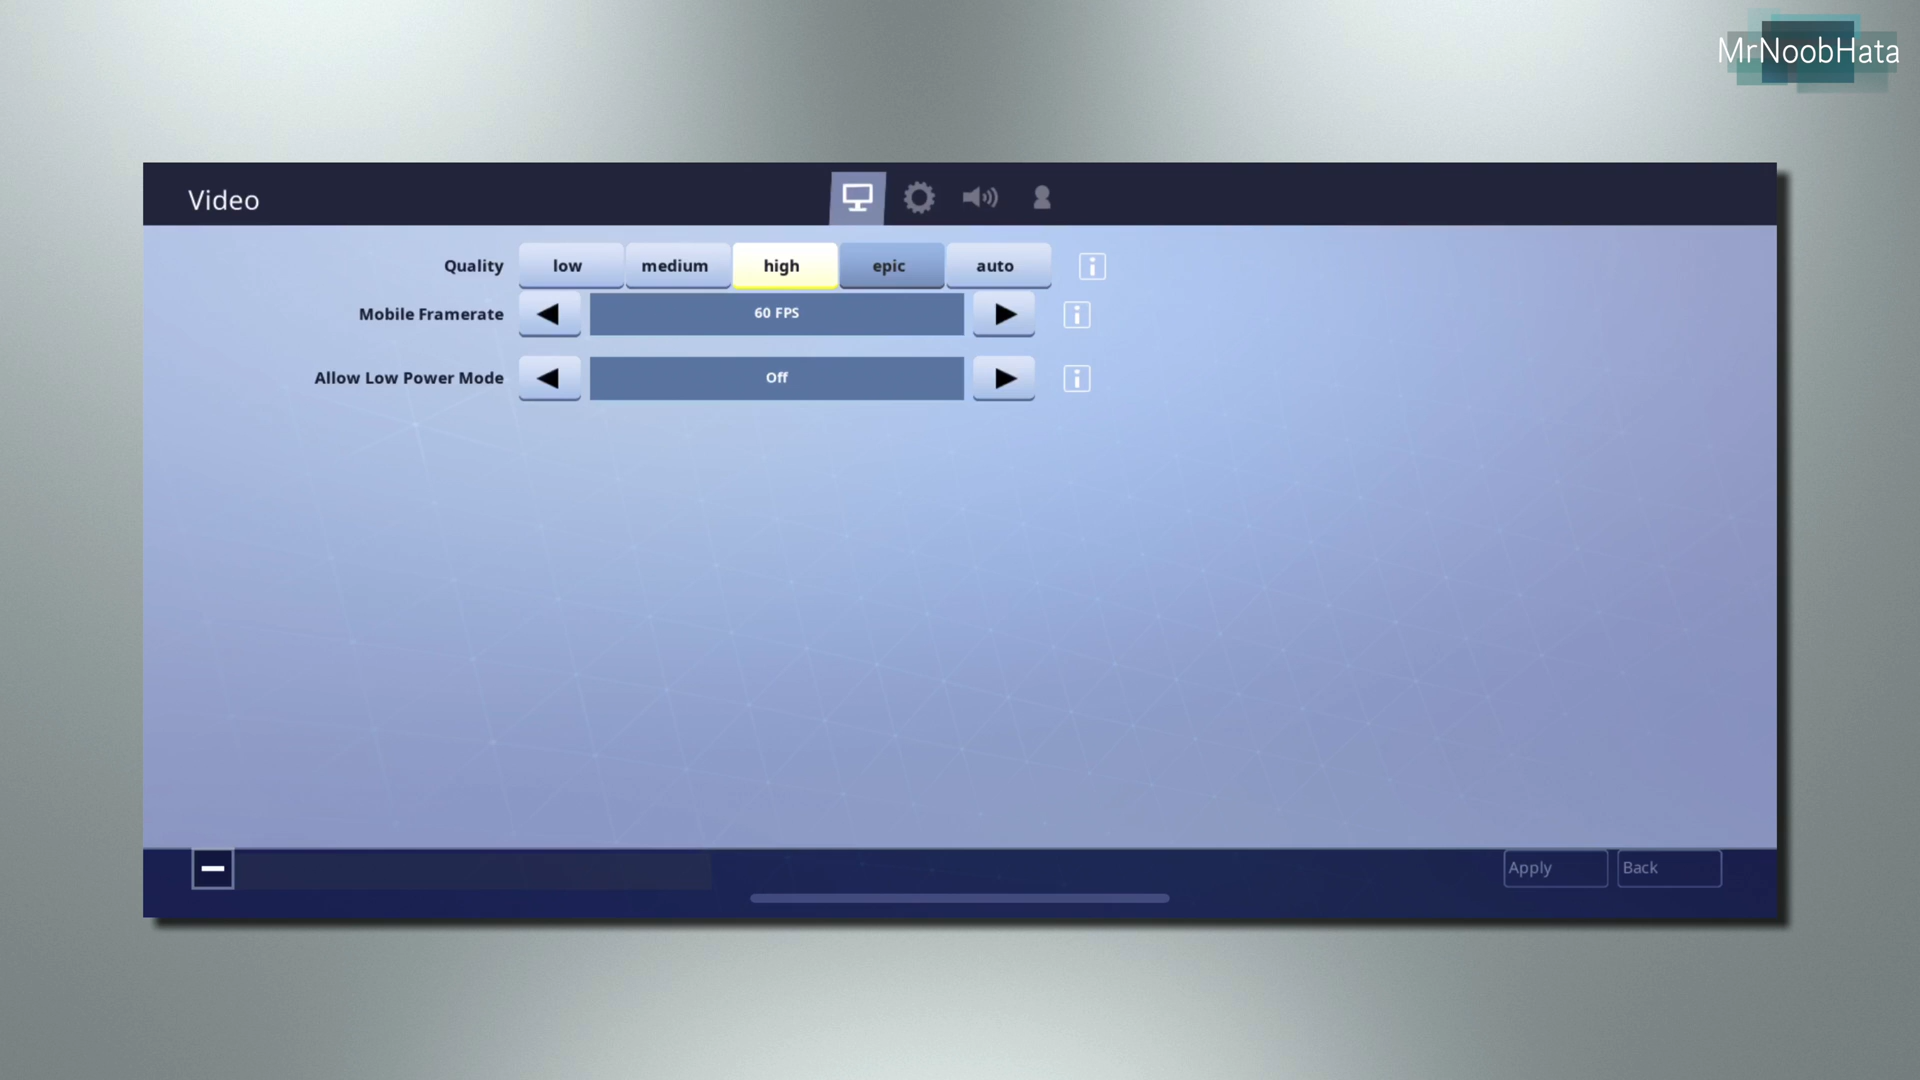 MrNoobHata
Video
Quality low medium high epic auto
Mobile Framerate 60 FPS
Allow Low Power Mode Off
Apply Back